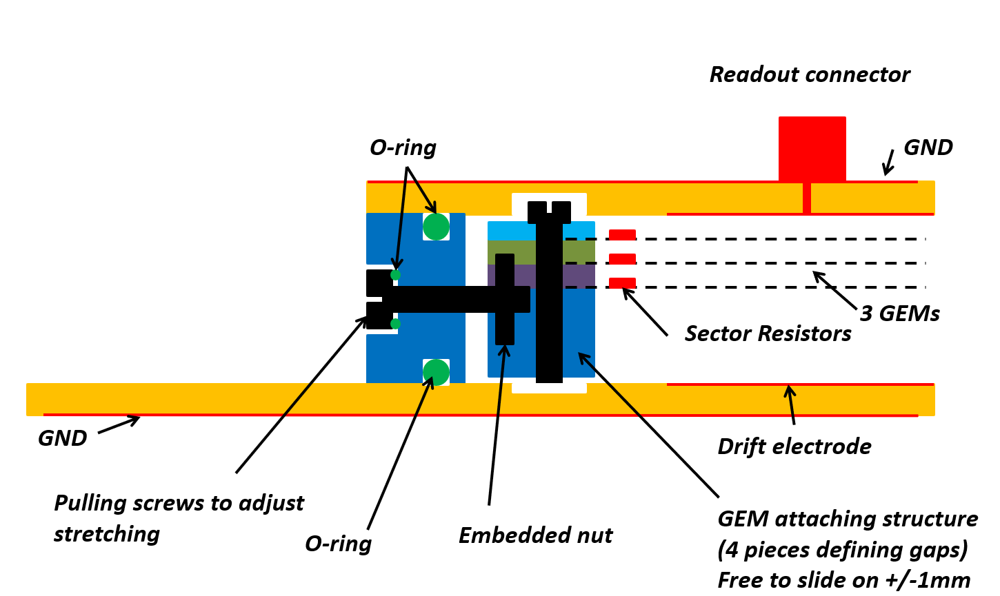 Readout connector
O-ring
GND
3 GEMs
Sector Resistors
GND
Drift electrode
Pulling screws to adjust
stretching
O-ring
Embedded nut
GEM attaching structure
(4 pieces defining gaps)
Free to slide on +/-1mm